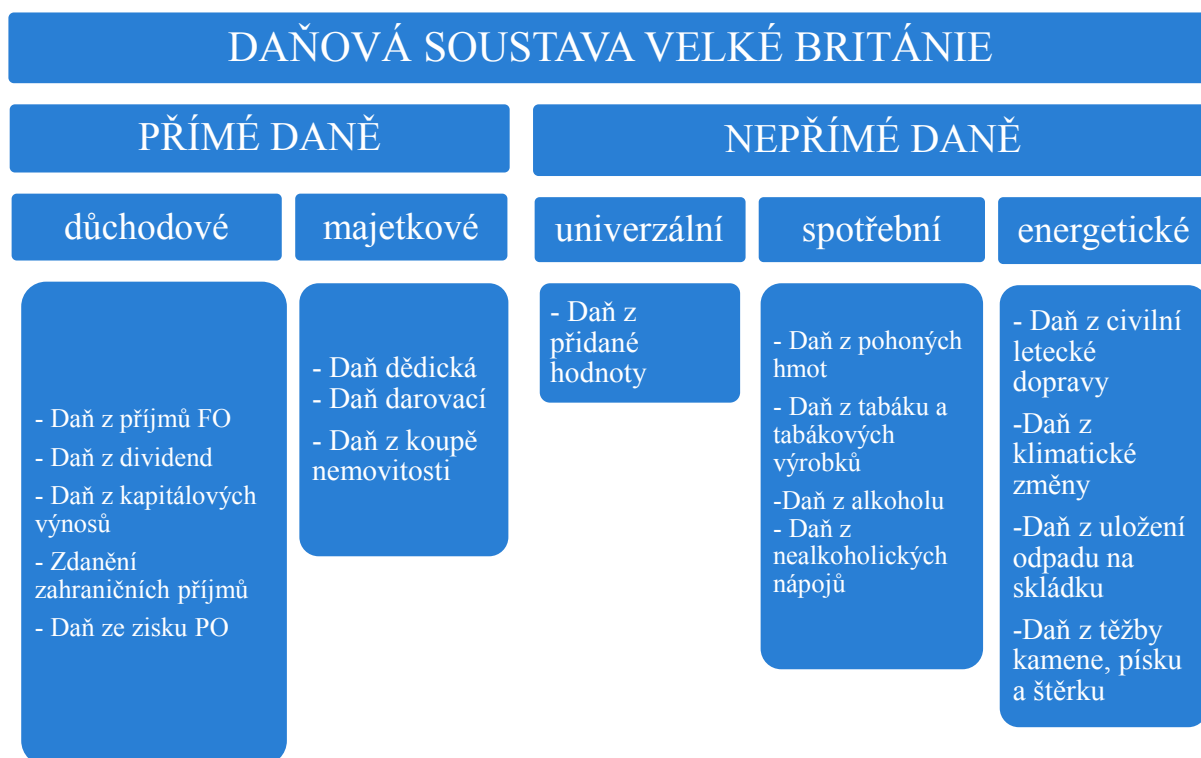 DAŇOVÁ SOUSTAVA VELKÉ BRITÁNIE
PŘÍMÉ DANĚ
NEPŘÍMÉ DANĚ
důchodové
majetkové
univerzální
spotřební
energetické
- Daň z příjmů FO
- Daň z dividend
- Daň z kapitálových
výnosů
- Zdanění
zahraničních příjmů
- Daň ze zisku PO
- Daň dědická
- Daň darovací
- Daň z koupě
nemovitosti
- Daň z
přidané
hodnoty
- Daň z pohoných
hmot
- Daň z tabáku a
tabákových
výrobků
-Daň z alkoholu
- Daň z
nealkoholických
nápojů
- Daň z civilní
letecké
dopravy
-Daň z
klimatické
změny
-Daň z uložení
odpadu na
skládku
-Daň z těžby
kamene, písku
a štěrku